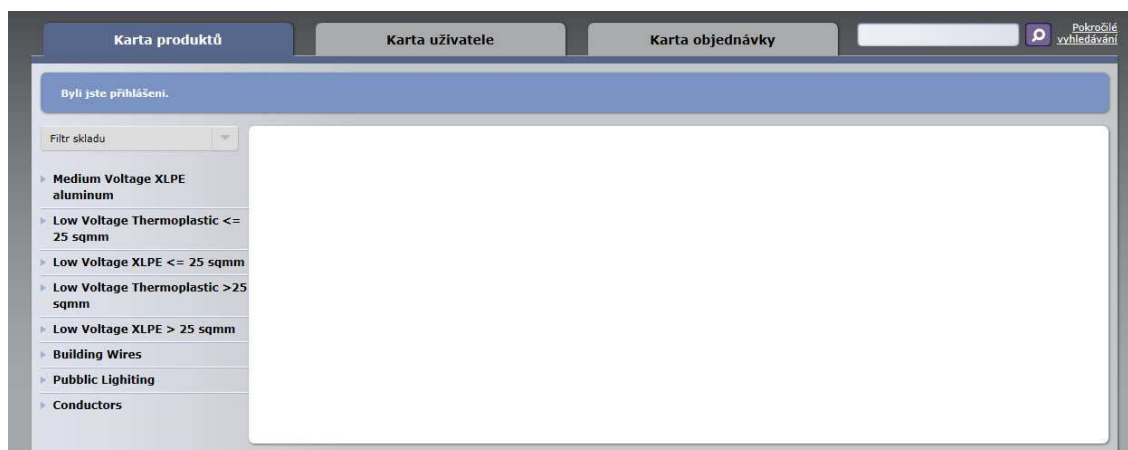 Karta produktů
Karta uživatele
Karta objednávky
Pokročilé
vyhledávání
Byli jste přihlášeni.
Filtr skladu
Medium Voltage XLPE
aluminum
Low Voltage Thermoplastic <=
25 sqmm
Low Voltage XLPE <= 25 sqmm
Low Voltage Thermoplastic >25
sqmm
Low Voltage XLPE > 25 sqmm
Building Wires
Pubblic Lighiting
Conductors